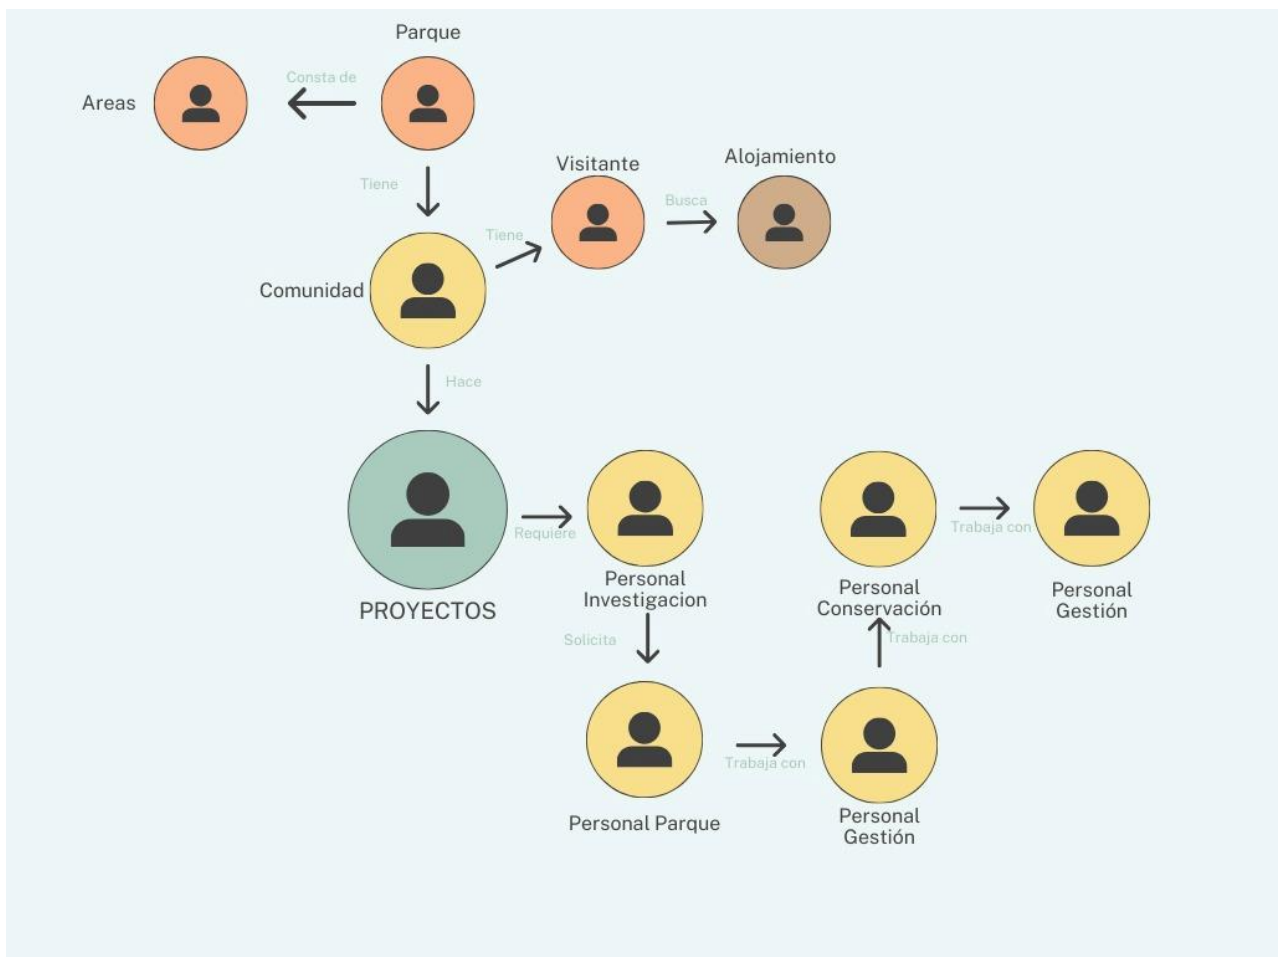 Parque
Consta de
Areas
Tiene
Visitante
Alojamiento
Busca
Tiene
Comunidad
Hace
PROYECTOS
Requiere
Personal
Investigacion
Solicita
Personal Parque
Trabaja con
Personal
Gestión
Trabaja con
Personal
Conservación
Trabaja con
Personal
Gestión